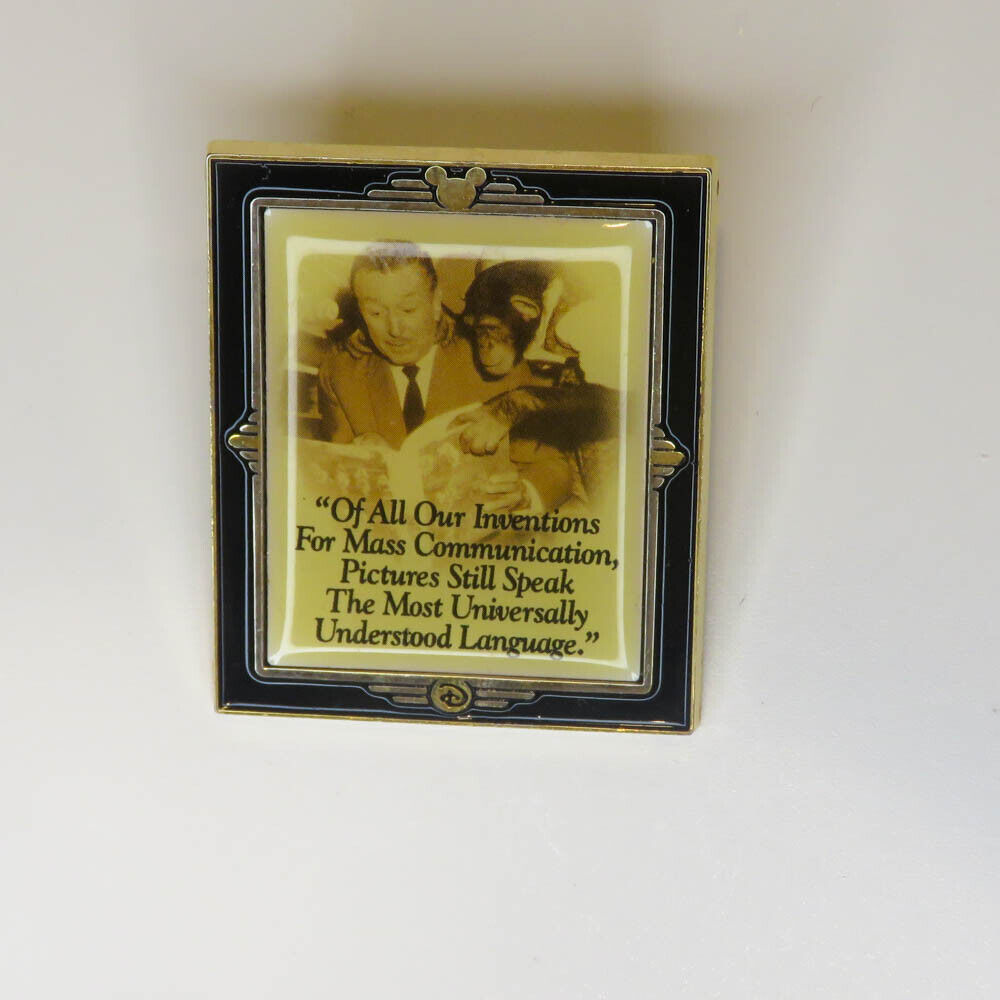 “Of All Our Inventions
For Mass Communication,
Pictures Still Speak
The Most Universally
Understood Language.”